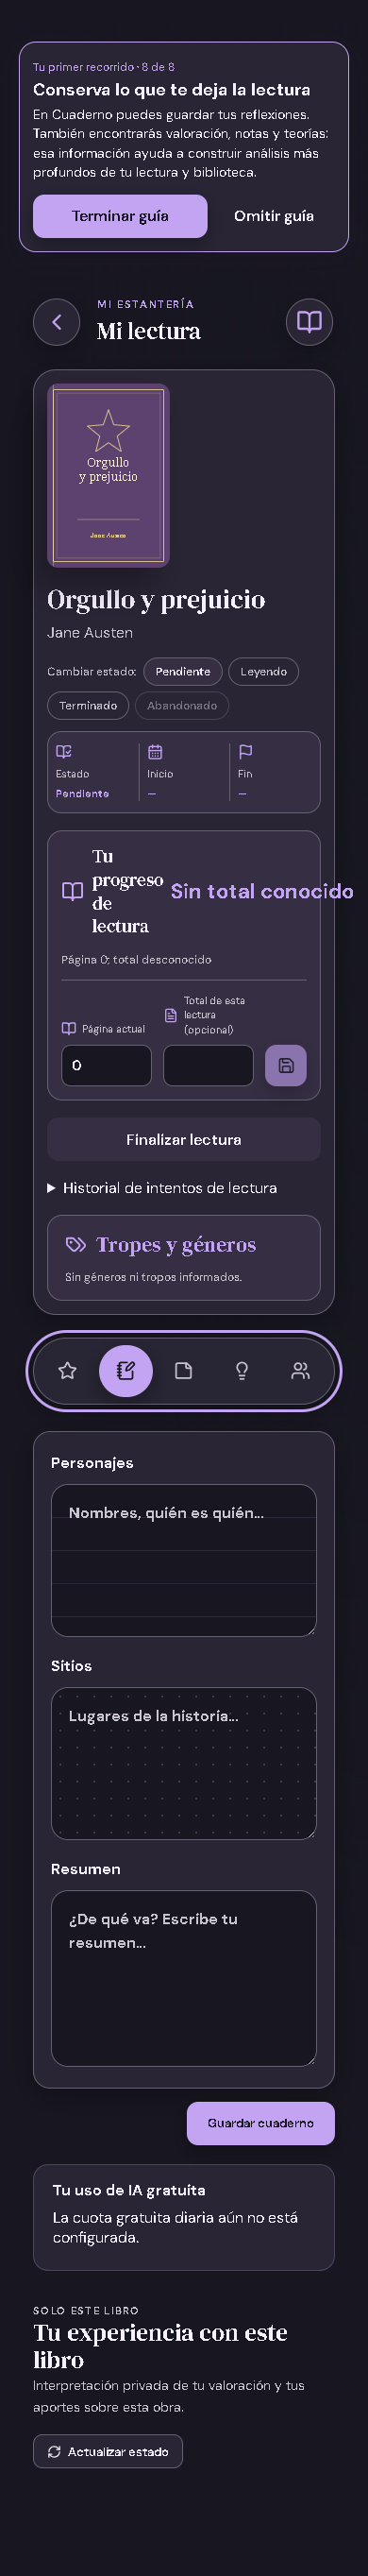 Tu primer recorrido · 8 de 8
Conserva lo que te deja la lectura
En Cuaderno puedes guardar tus reflexiones.
También encontrarás valoración, notas y teorías:
esa información ayuda a construir análisis más
profundos de tu lectura y biblioteca.
Terminar guía
Omitir guía
MI ESTANTERÍA
Mi lectura
Orgullo
y prejuicio
Jane Austen
Orgullo y prejuicio
Jane Austen
Cambiar estado:
Pendiente
Leyendo
Terminado
Abandonado
Estado
Inicio
Fin
Pendiente
—
—
Tu
progreso
de
lectura
Sin total conocido
Página 0; total desconocido
Página actual
Total de esta
lectura
(opcional)
0
Finalizar lectura
Historial de intentos de lectura
Tropes y géneros
Sin géneros ni tropos informados.
Personajes
Nombres, quién es quién...
Sitios
Lugares de la historia...
Resumen
¿De qué va? Escribe tu
resumen...
Guardar cuaderno
Tu uso de IA gratuita
La cuota gratuita diaria aún no está
configurada.
SOLO ESTE LIBRO
Tu experiencia con este
libro
Interpretación privada de tu valoración y tus
aportes sobre esta obra.
Actualizar estado